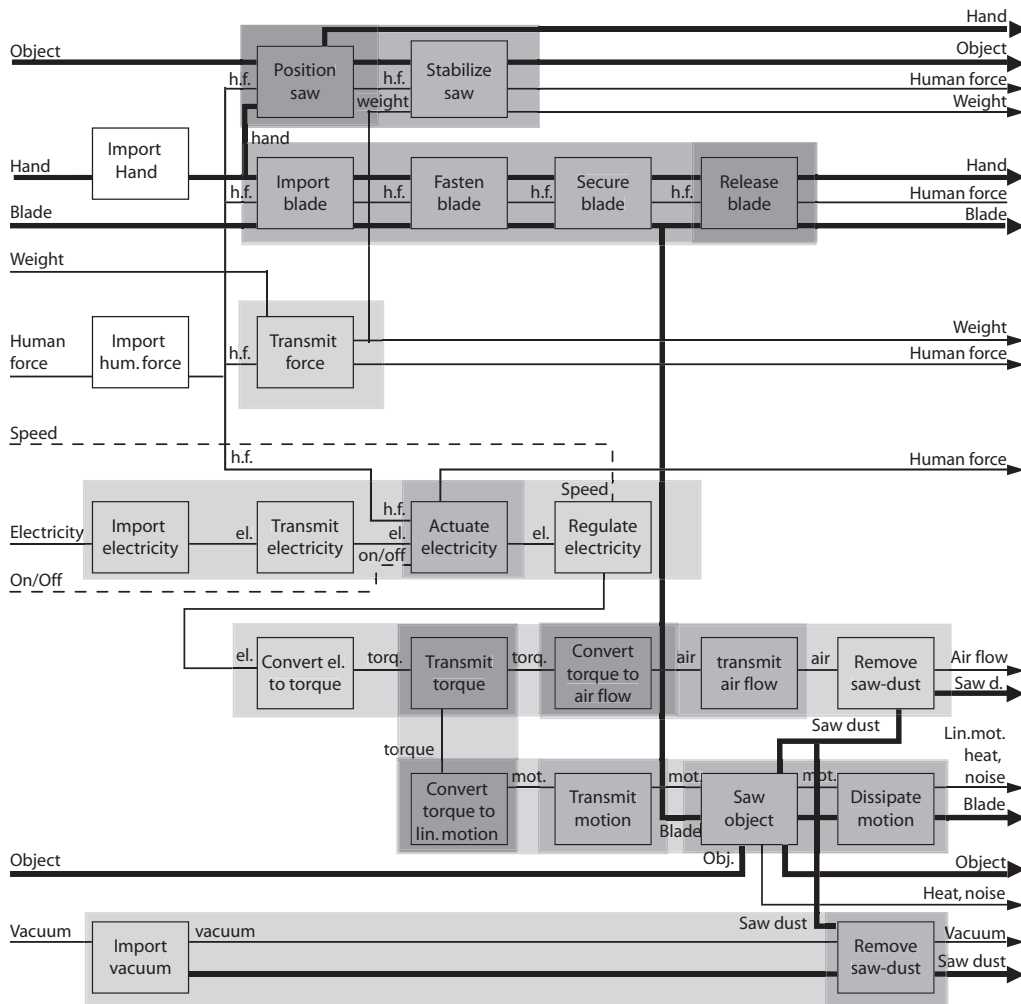 Hand
Object
Object
Position
saw
Stabilize
saw
h.f.
h.f.
Human force
weight
Weight
hand
Import
Hand
Hand
Import
blade
Fasten
blade
Secure
blade
Release
blade
Hand
h.f.
h.f.
h.f.
h.f.
Human force
Blade
Blade
Weight
Human
force
Import
hum. force
Transmit
force
h.f.
Weight
Human force
Speed
h.f.
Human force
Speed
Electricity
Import
electricity
el.
Transmit
electricity
h.f.
el.
on/off
Actuate
electricity
el.
Regulate
electricity
On/Off
el.
Convert el.
to torque
torq.
Transmit
torque
torq.
Convert
torque to
air flow
air
transmit
air flow
air
Remove
saw-dust
Air flow
Saw d.
Saw dust
torque
Lin.mot.
heat,
noise
Convert
torque to
lin. motion
mot.
Transmit
motion
mot.
Blade
Saw
object
mot.
Dissipate
motion
Blade
Object
Obj.
Object
Heat, noise
Saw dust
Vacuum
Import
vacuum
vacuum
Remove
saw-dust
Vacuum
Saw dust